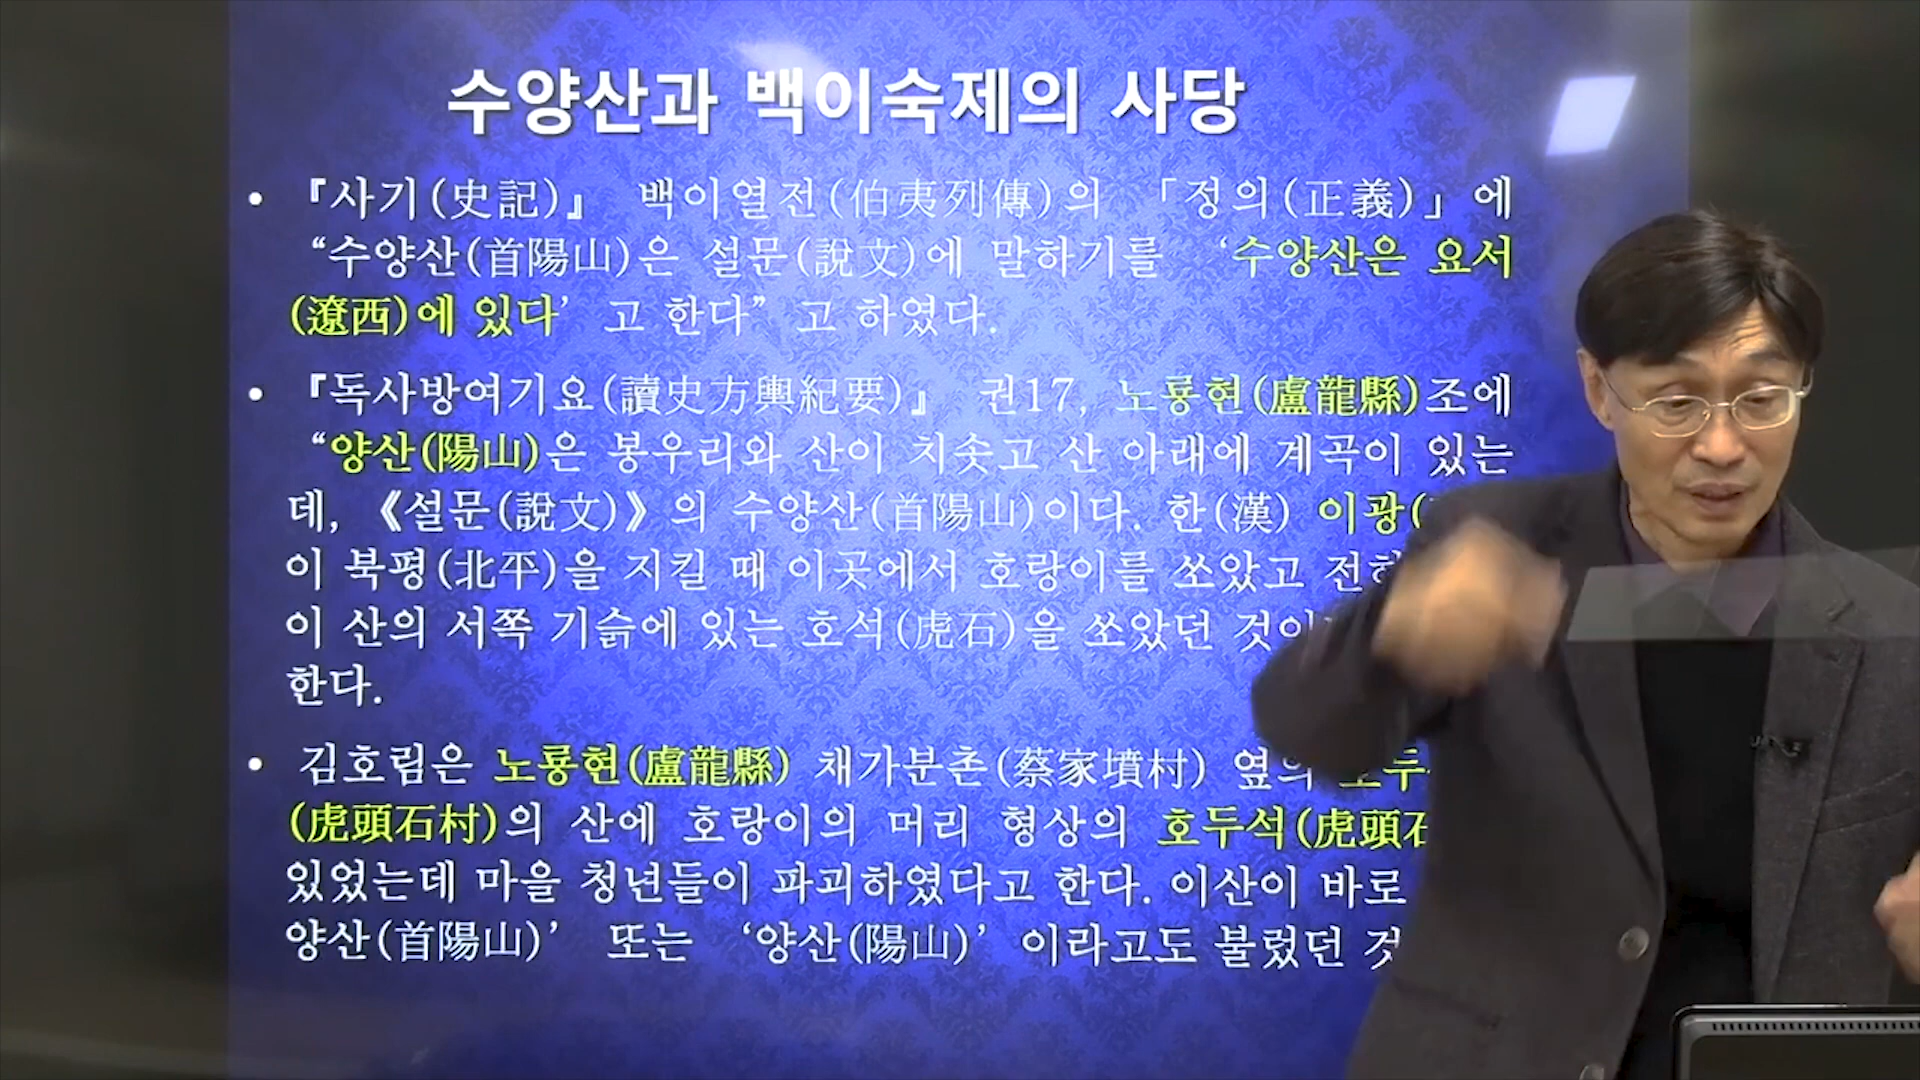 수양산과 백이숙제의 사당
• 『사기(史記)』 백이열전(伯夷列傳)의 「정의(正義)」에
“수양산(首陽山)은 설문(說文)에 말하기를 ‘수양산은 요서
(遼西)에 있다’ 고 한다” 고 하였다.
• 『독사방여기요(讀史方輿紀要)』 권17, 노룡현(盧龍縣)조에
“양산(陽山)은 봉우리와 산이 치솟고 산 아래에 계곡이 있는
데, 《설문(說文)》의 수양산(首陽山)이다. 한(漢) 이광(
이 북평(北平)을 지킬 때 이곳에서 호랑이를 쏘았고
이 산의 서쪽 기슭에 있는 호석(虎石)을 쏘았던
한다.
• 김호림은 노룡현(盧龍縣) 채가분촌(蔡家墳村) 옆의
(虎頭石村)의 산에 호랑이의 머리 형상의 호두석(虎頭石
있었는데 마을 청년들이 파괴하였다고 한다. 이산이 바로
양산(首陽山)’ 또는 ‘양산(陽山)’ 이라고도 불렀던 것